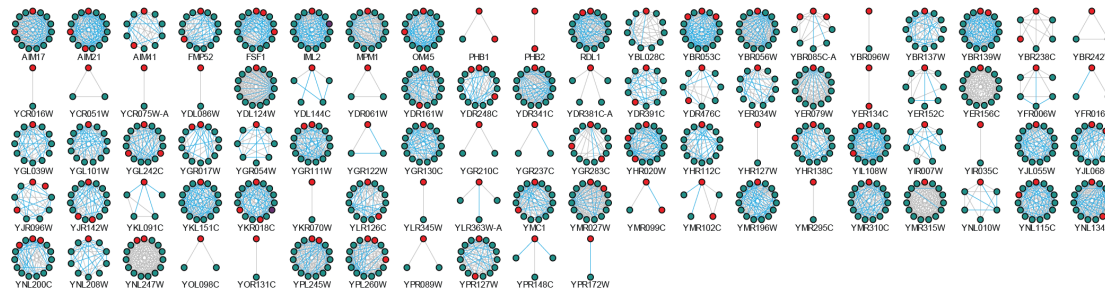 AIM17 AIM21 AIM41 FMP52 FSF1 IML2 MPM1 OM45 PHB1 PHB2 RDL1 YBL028C YBR053C YBR056W YBR085C-A YBR096W YBR137W YBR139W YBR238C YBR242
YCR016W YCR051W YCR075W-A YDL086W YDL124W YDL144C YDR061W YDR161W YDR248C YDR341C YDR381C-A YDR391C YDR476C YER034W YER079W YER134C YER152C YER156C YFR006W YFR016
YGL039W YGL101W YGL242C YGR017W YGR054W YGR111W YGR122W YGR130C YGR210C YGR237C YGR283C YHR020W YHR112C YHR127W YHR138C YIL108W YIR007W YIR035C YJL055W YJL068
YJR096W YJR142W YKL091C YKL151C YKR018C YKR070W YLR126C YLR345W YLR363W-A YMC1 YMR027W YMR099C YMR102C YMR196W YMR295C YMR310C YMR315W YNL010W YNL115C YNL134
YNL200C YNL208W YNL247W YOL098C YOR131C YPL245W YPL260W YPR089W YPR127W YPR148C YPR172W